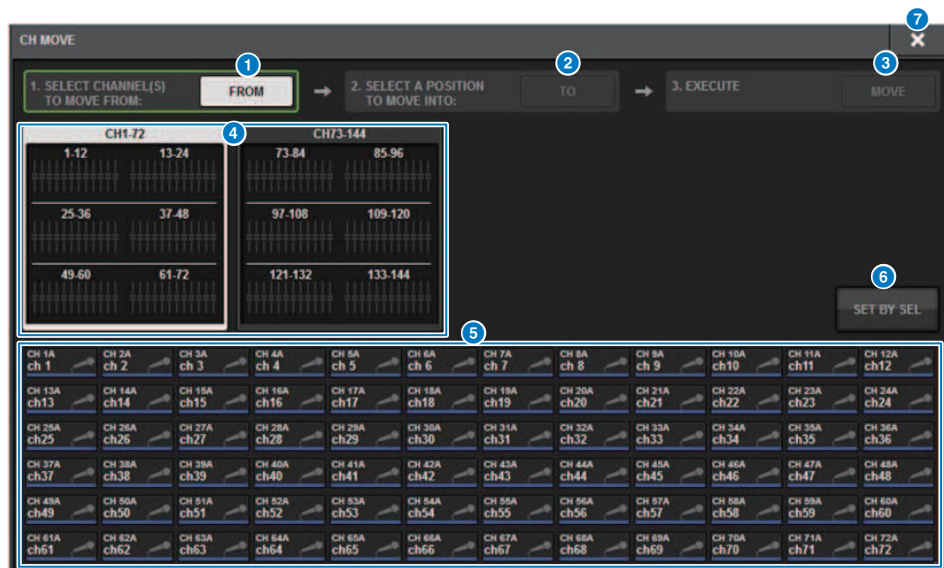 7
CH MOVE
×
1
2
3
1. SELECT CHANNEL(S)
TO MOVE FROM:
FROM
2. SELECT A POSITION
TO MOVE INTO:
TO
3. EXECUTE
MOVE
CH1-72
4
CH73-144
1-12 13-24 73-84 85-96
25-36 37-48 97-108 109-120
49-60 61-72 121-132 133-144
6
SET BY SEL
5
CH 1A CH 2A CH 3A CH 4A CH 5A CH 6A CH 7A CH 8A CH 9A CH 10A CH 11A CH 12A
ch 1 ch 2 ch 3 ch 4 ch 5 ch 6 ch 7 ch 8 ch 9 ch10 ch11 ch12
CH 13A CH 14A CH 15A CH 16A CH 17A CH 18A CH 19A CH 20A CH 21A CH 22A CH 23A CH 24A
ch13 ch14 ch15 ch16 ch17 ch18 ch19 ch20 ch21 ch22 ch23 ch24
CH 25A CH 26A CH 27A CH 28A CH 29A CH 30A CH 31A CH 32A CH 33A CH 34A CH 35A CH 36A
ch25 ch26 ch27 ch28 ch29 ch30 ch31 ch32 ch33 ch34 ch35 ch36
CH 37A CH 38A CH 39A CH 40A CH 41A CH 42A CH 43A CH 44A CH 45A CH 46A CH 47A CH 48A
ch37 ch38 ch39 ch40 ch41 ch42 ch43 ch44 ch45 ch46 ch47 ch48
CH 49A CH 50A CH 51A CH 52A CH 53A CH 54A CH 55A CH 56A CH 57A CH 58A CH 59A CH 60A
ch49 ch50 ch51 ch52 ch53 ch54 ch55 ch56 ch57 ch58 ch59 ch60
CH 61A CH 62A CH 63A CH 64A CH 65A CH 66A CH 67A CH 68A CH 69A CH 70A CH 71A CH 72A
ch61 ch62 ch63 ch64 ch65 ch66 ch67 ch68 ch69 ch70 ch71 ch72